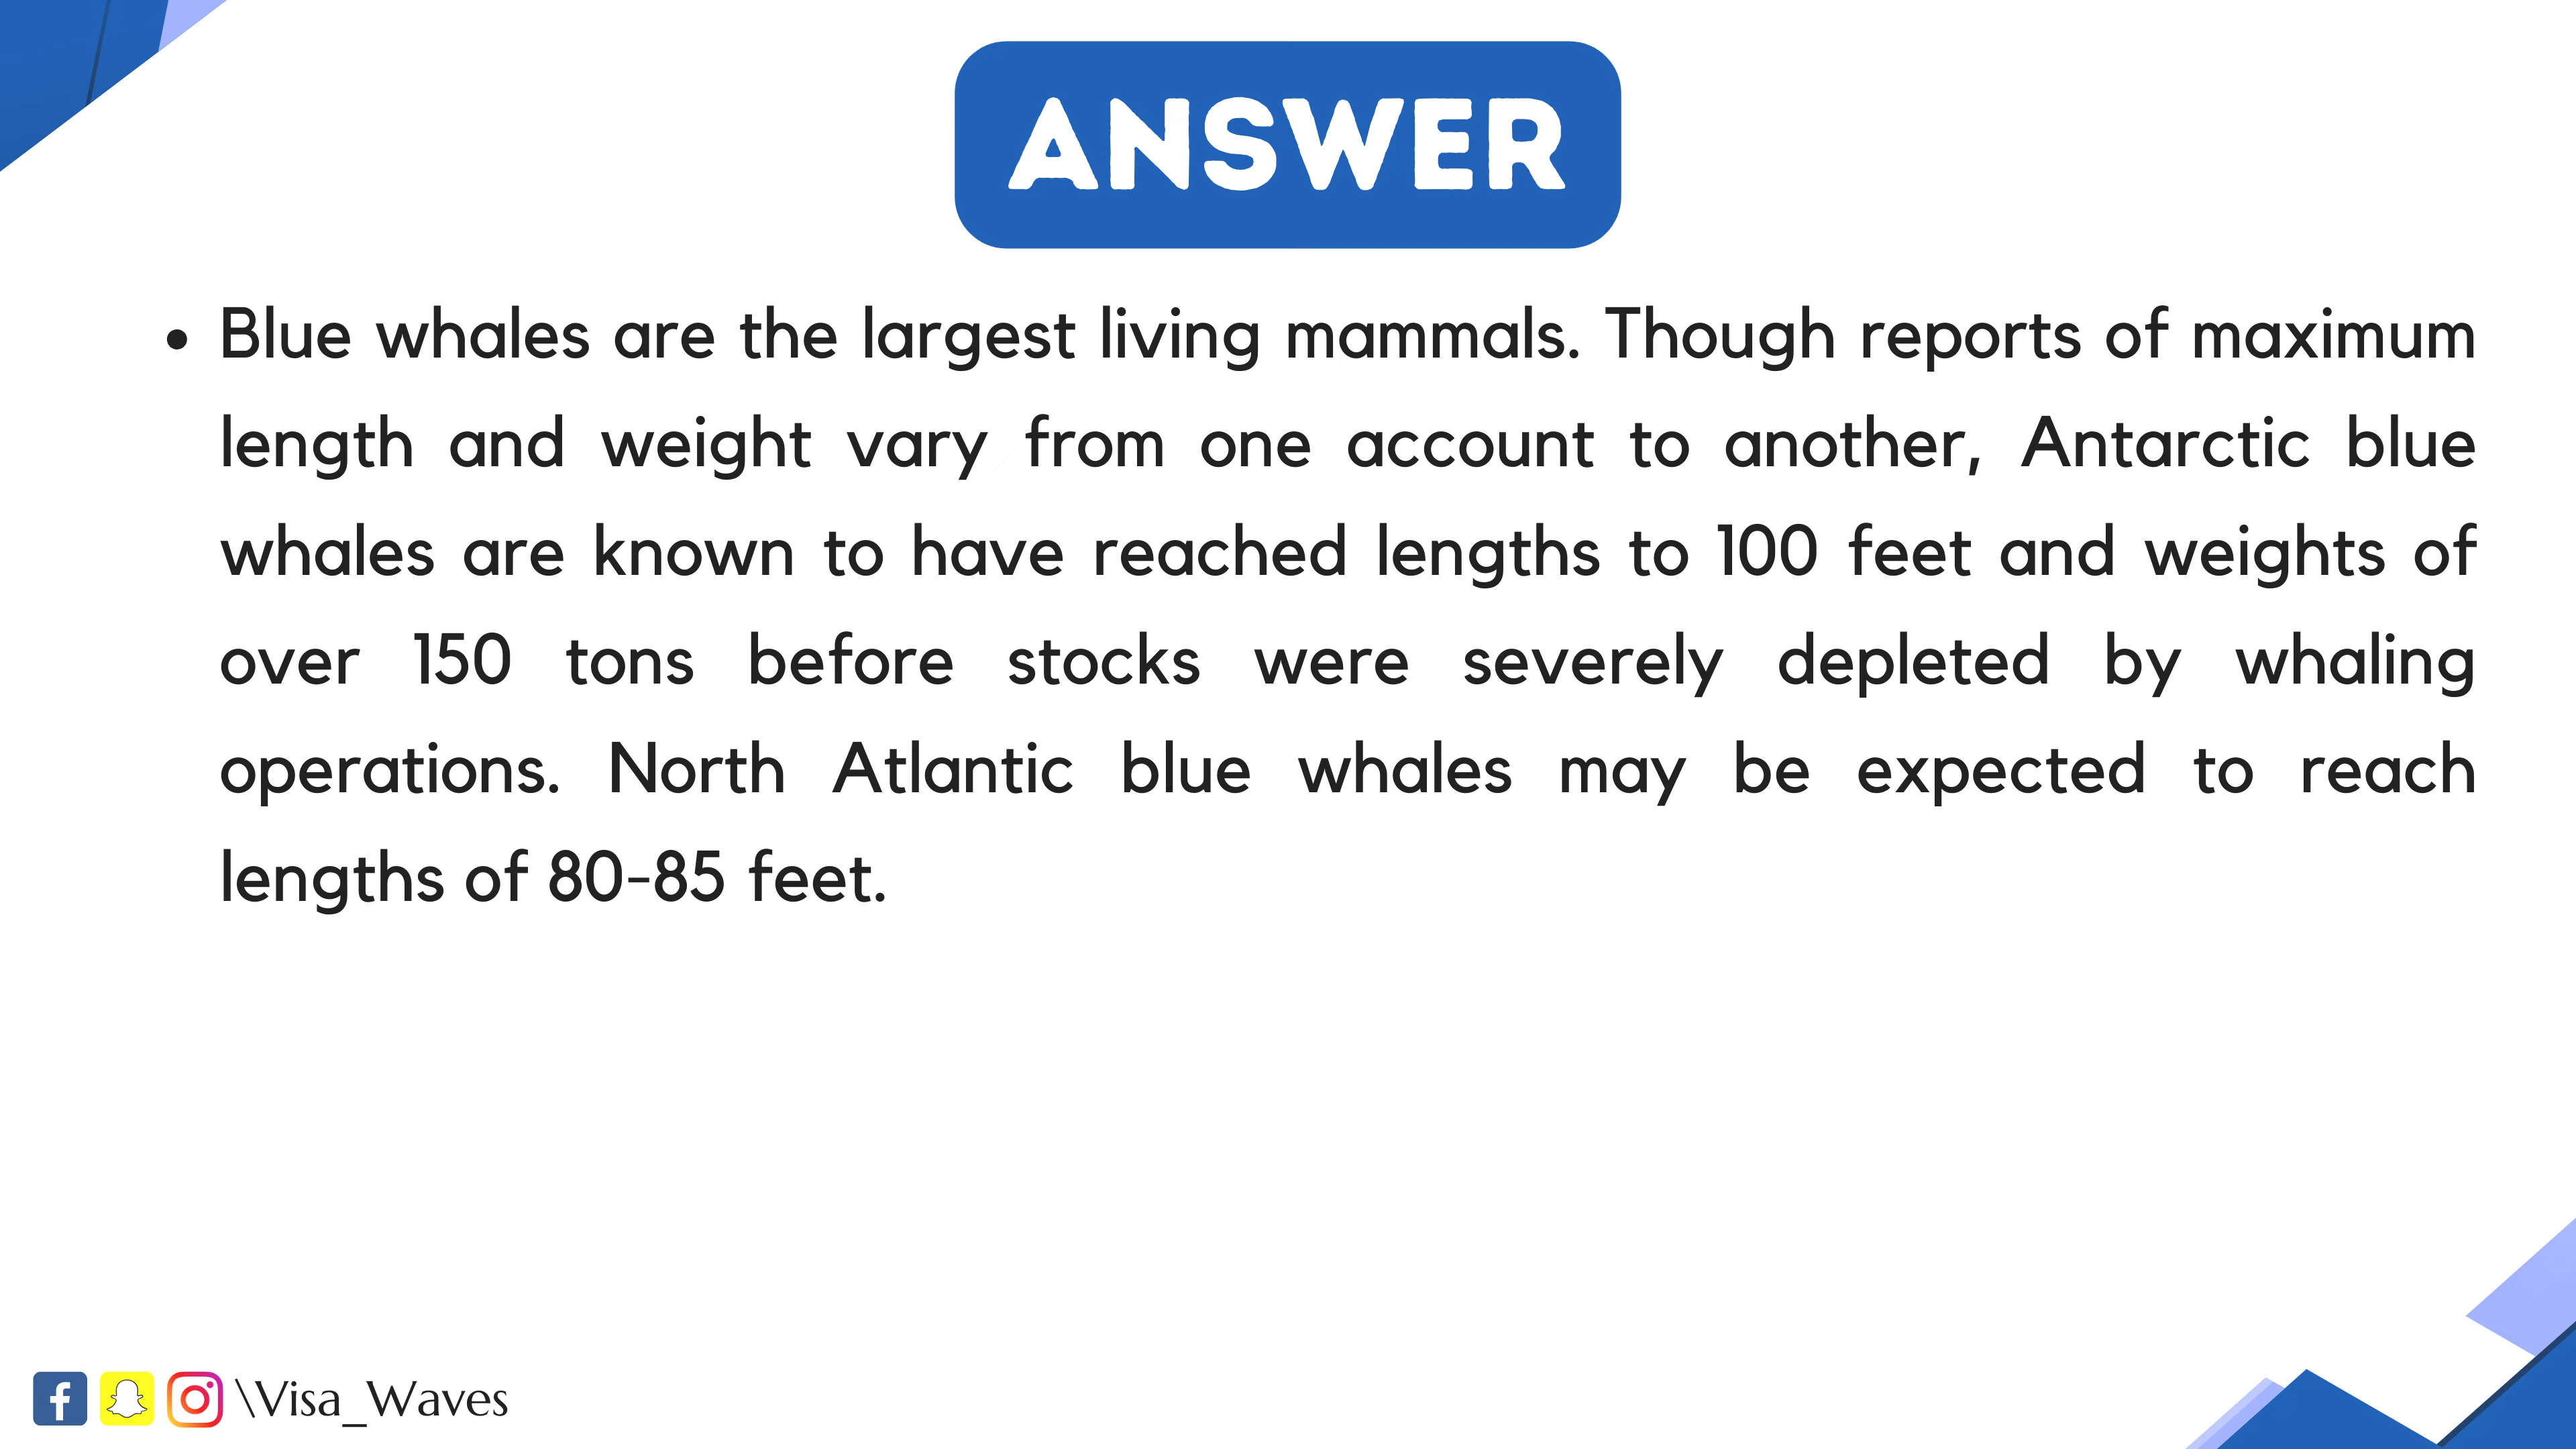 ANSWER
• Blue whales are the largest living mammals. Though reports of maximum
length and weight vary from one account to another, Antarctic blue
whales are known to have reached lengths to 100 feet and weights of
over 150 tons before stocks were severely depleted by whaling
operations. North Atlantic blue whales may be expected to reach
lengths of 80-85 feet.
\Visa_Waves